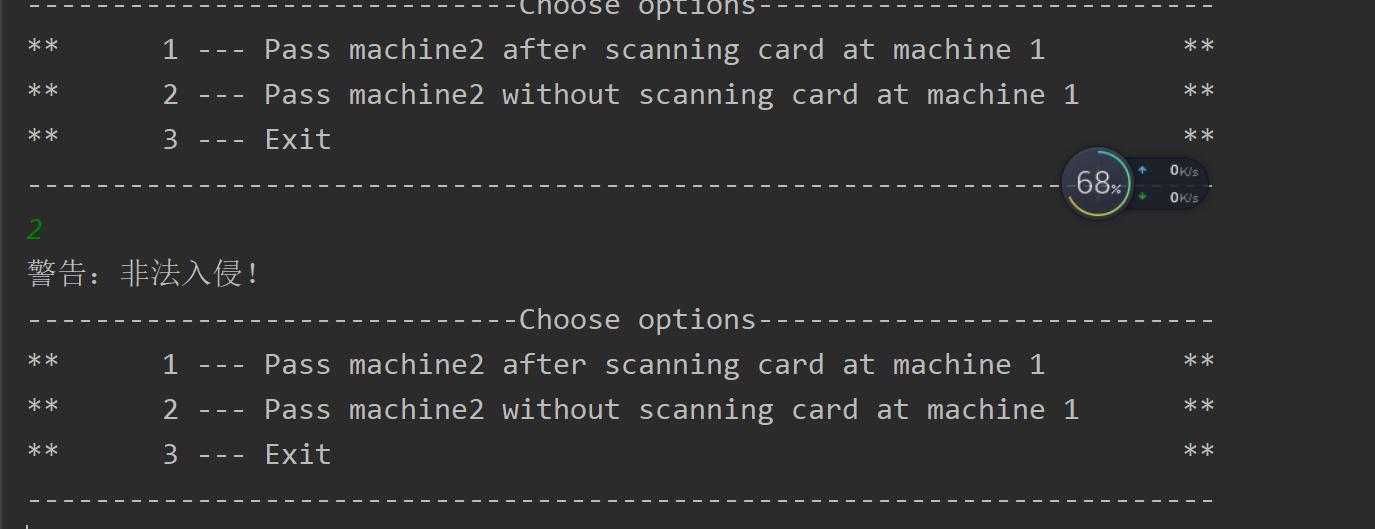 -----------------------------Choose options---------------------------
**      1 --- Pass machine2 after scanning card at machine 1        **
**      2 --- Pass machine2 without scanning card at machine 1      **
**      3 --- Exit                                                  **
----------------------------------------------------------------------
68%
0K/s
0K/s
2
警告：非法入侵！
-----------------------------Choose options---------------------------
**      1 --- Pass machine2 after scanning card at machine 1        **
**      2 --- Pass machine2 without scanning card at machine 1      **
**      3 --- Exit                                                  **
----------------------------------------------------------------------